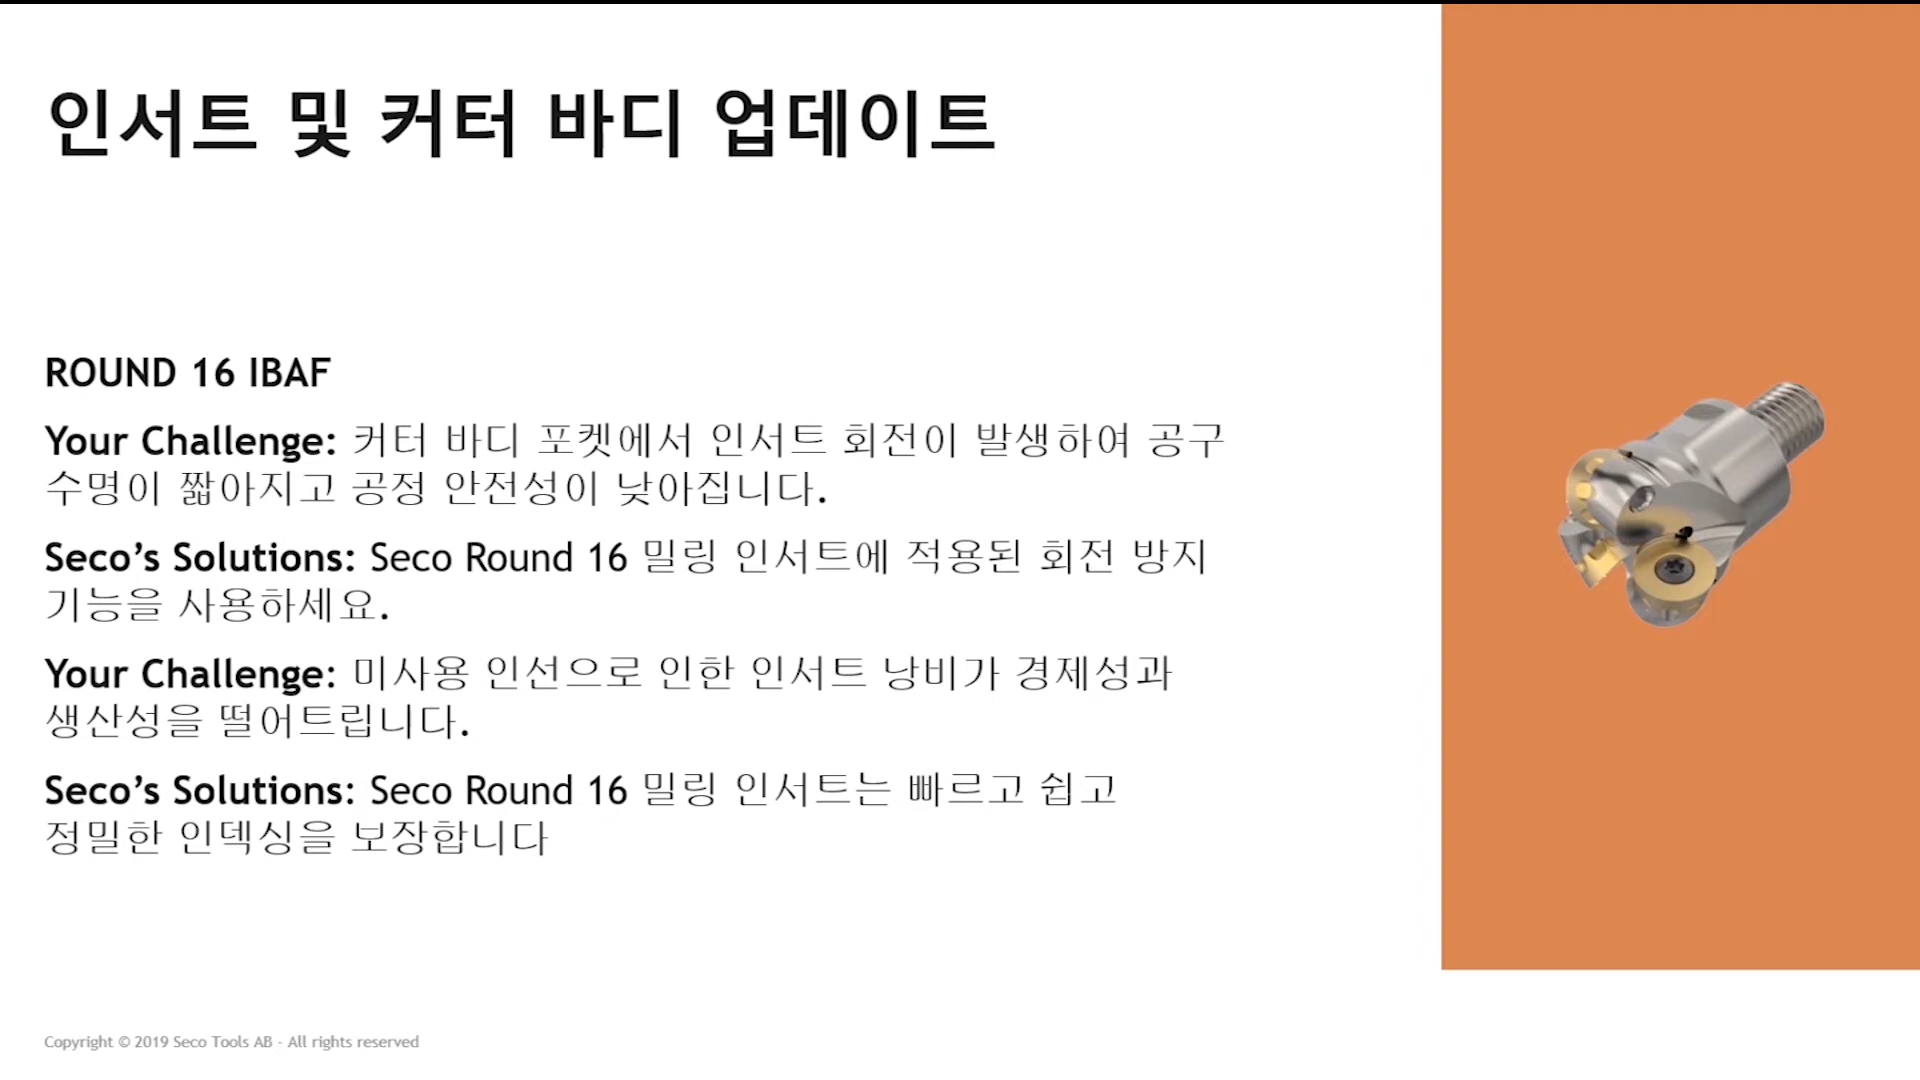 인서트 및 커터 바디 업데이트
ROUND 16 IBAF
Your Challenge: 커터 바디 포켓에서 인서트 회전이 발생하여 공구
수명이 짧아지고 공정 안전성이 낮아집니다.
Seco's Solutions: Seco Round 16 밀링 인서트에 적용된 회전 방지
기능을 사용하세요.
Your Challenge: 미사용 인선으로 인한 인서트 낭비가 경제성과
생산성을 떨어트립니다.
Seco's Solutions: Seco Round 16 밀링 인서트는 빠르고 쉽고
정밀한 인덱싱을 보장합니다
Copyright © 2019 Seco Tools AB - All rights reserved